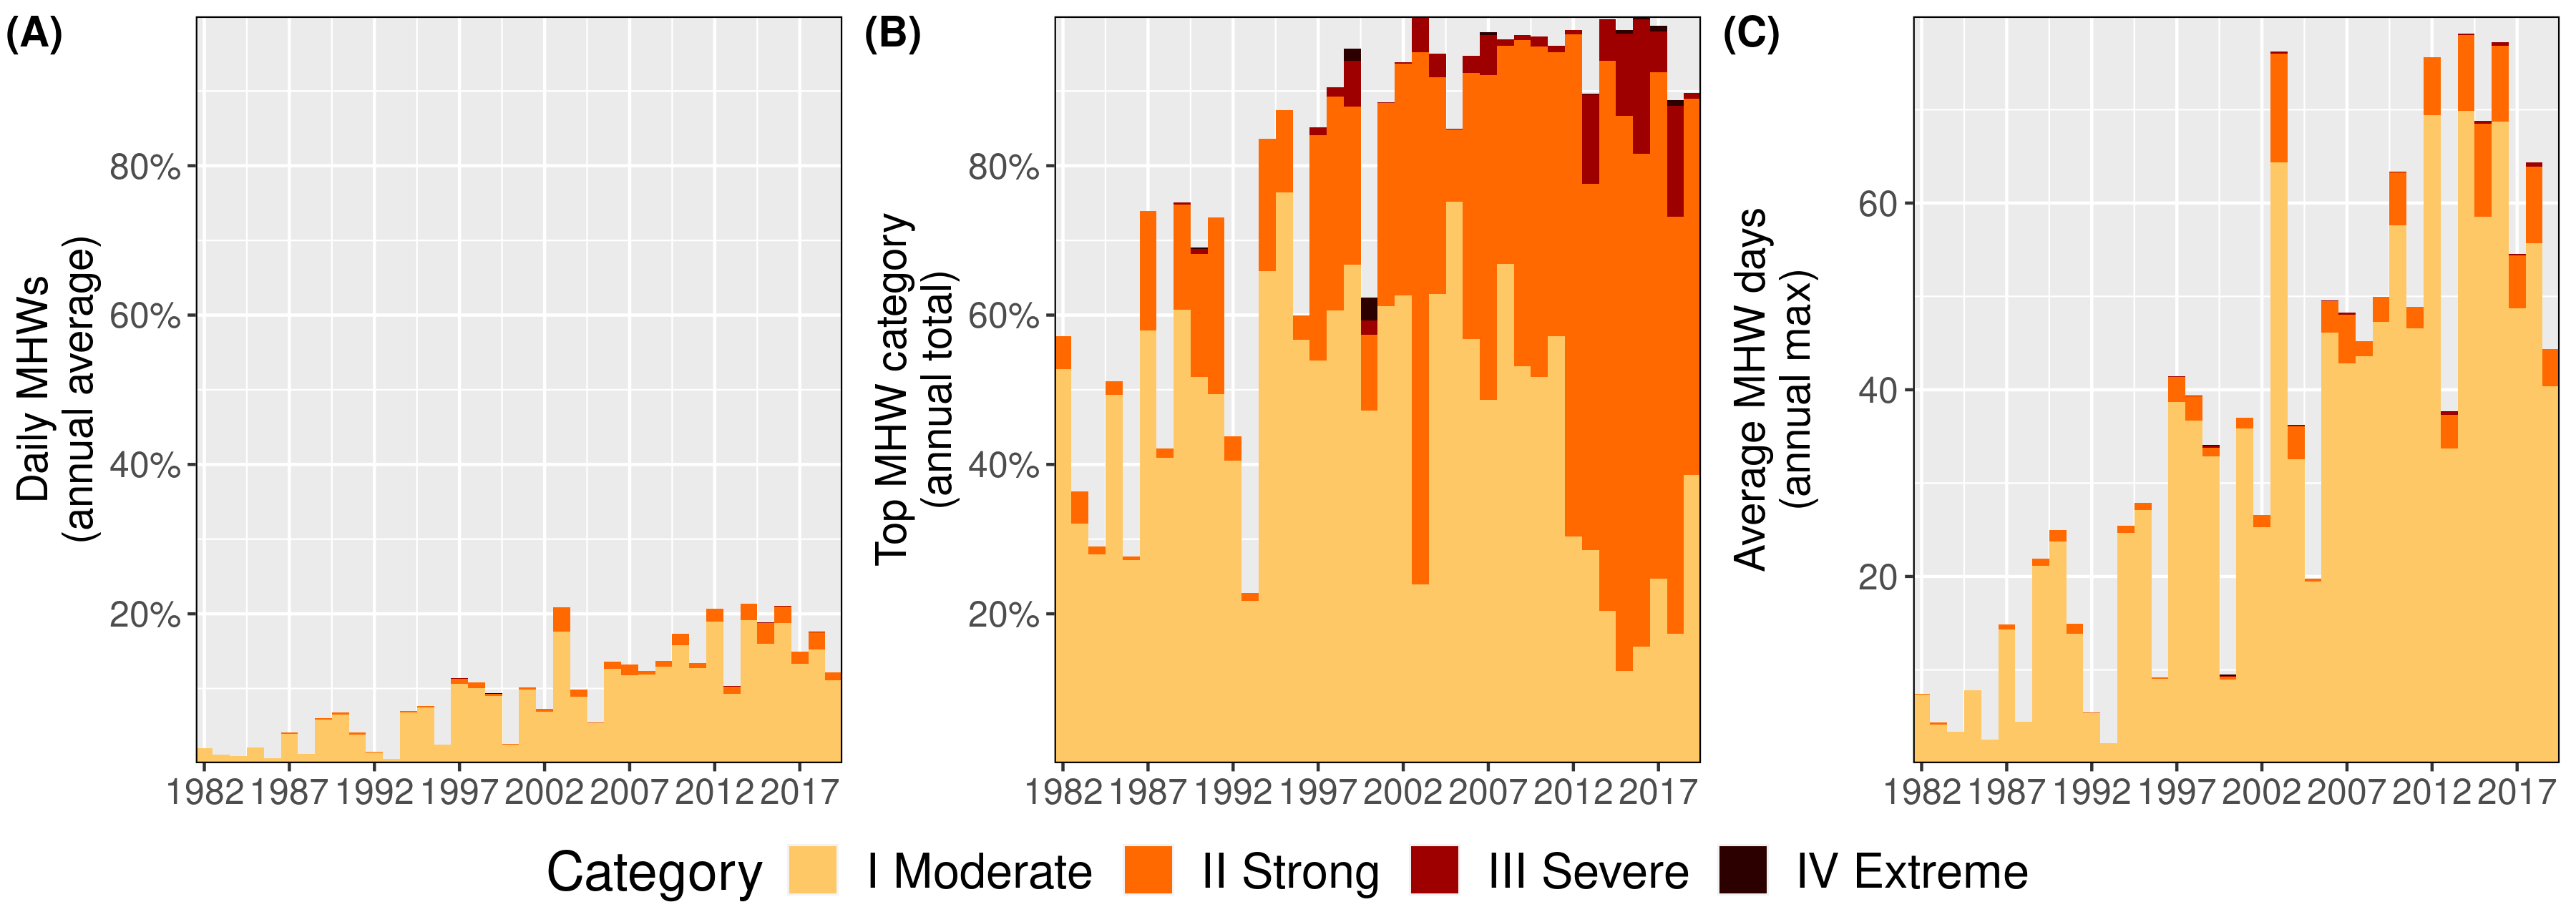 (A)
Daily MHWs
(annual average)
80%
60%
40%
20%
1982 1987 1992 1997 2002 2007 2012 2017
(B)
Top MHW category
(annual total)
80%
60%
40%
20%
1982 1987 1992 1997 2002 2007 2012 2017
(C)
Average MHW days
(annual max)
60
40
20
1982 1987 1992 1997 2002 2007 2012 2017
Category I Moderate II Strong III Severe IV Extreme